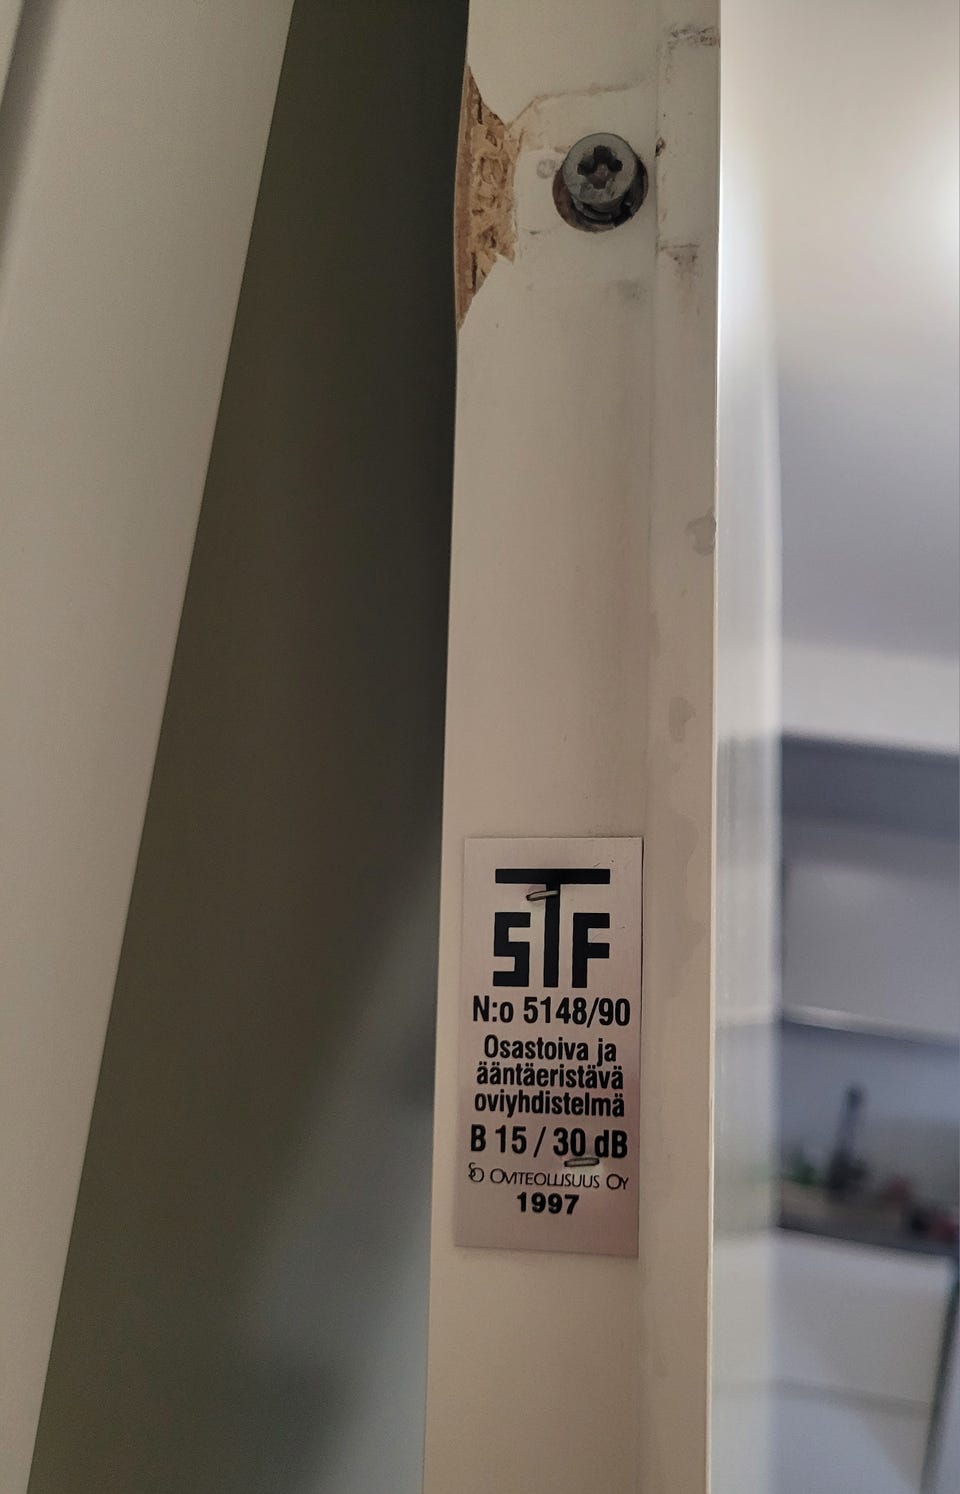 STF
N:o 5148/90
Osastoiva ja
ääntäeristävä
oviyhdistelmä
B 15 / 30 dB
OVITEOLLISUUS OY
1997